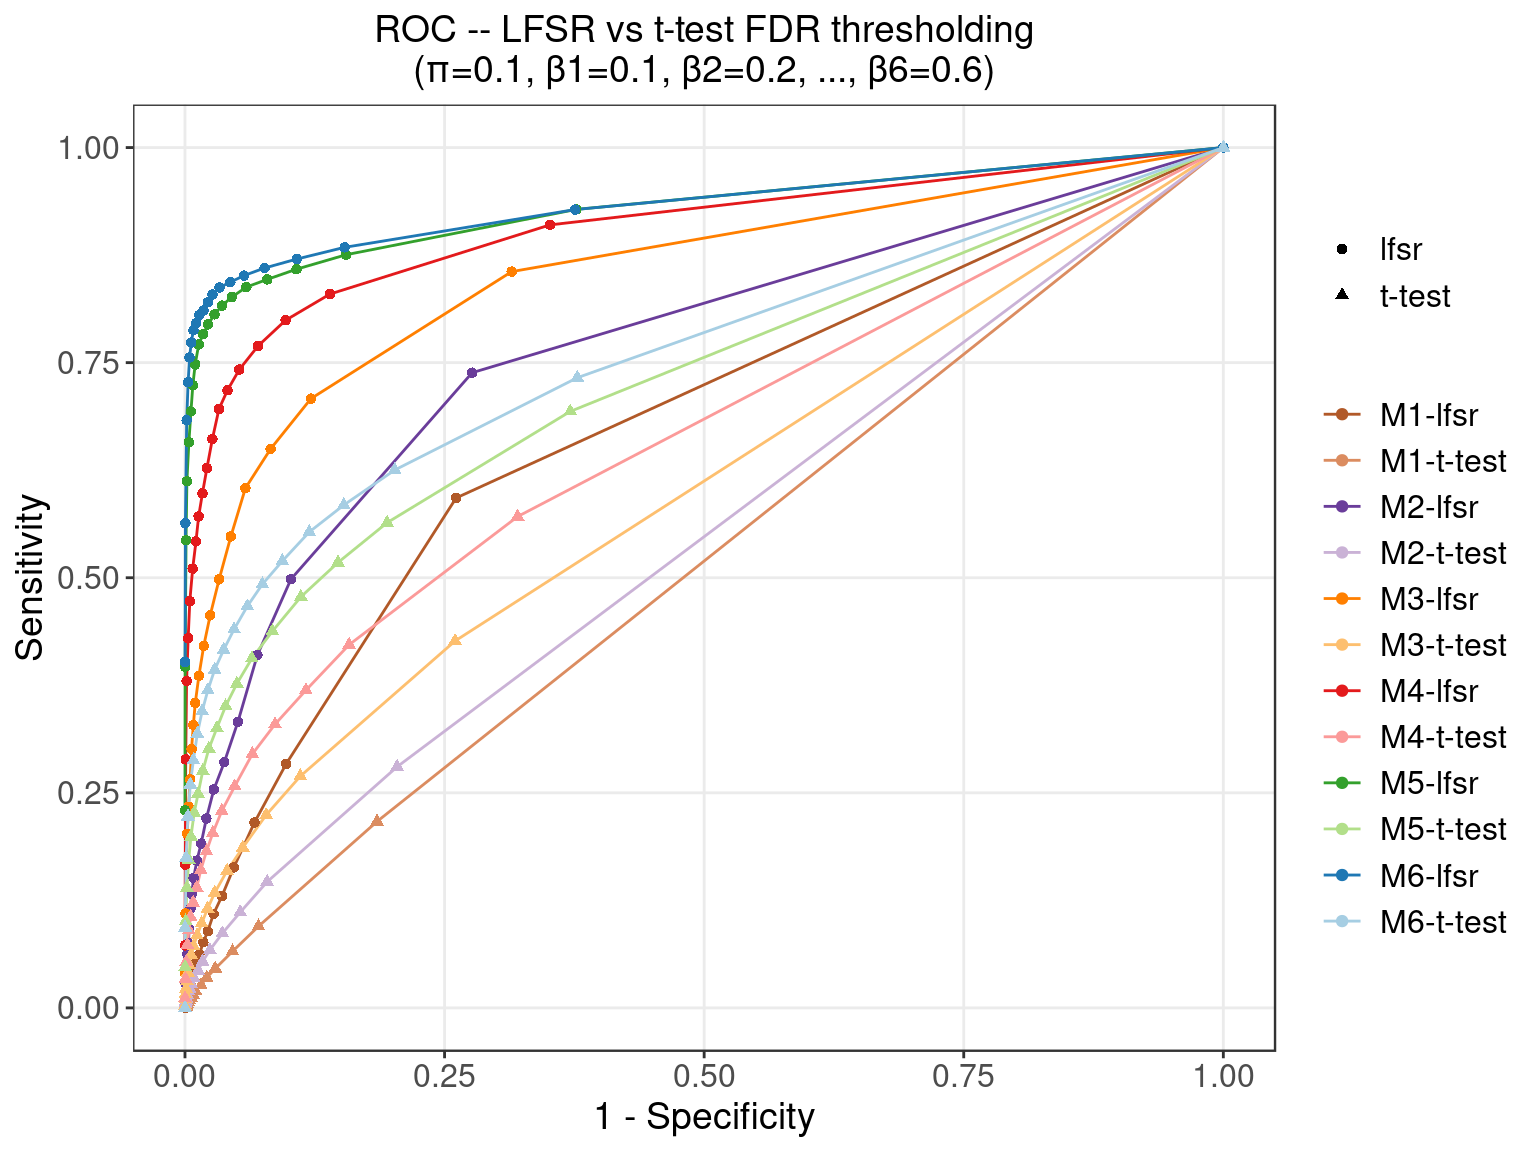 ROC -- LFSR vs t-test FDR thresholding
(π=0.1, β1=0.1, β2=0.2, ..., β6=0.6)
1.00
0.75
0.50
0.25
0.00
Sensitivity
0.00 0.25 0.50 0.75 1.00
1 - Specificity
lfsr
t-test
M1-lfsr
M1-t-test
M2-lfsr
M2-t-test
M3-lfsr
M3-t-test
M4-lfsr
M4-t-test
M5-lfsr
M5-t-test
M6-lfsr
M6-t-test